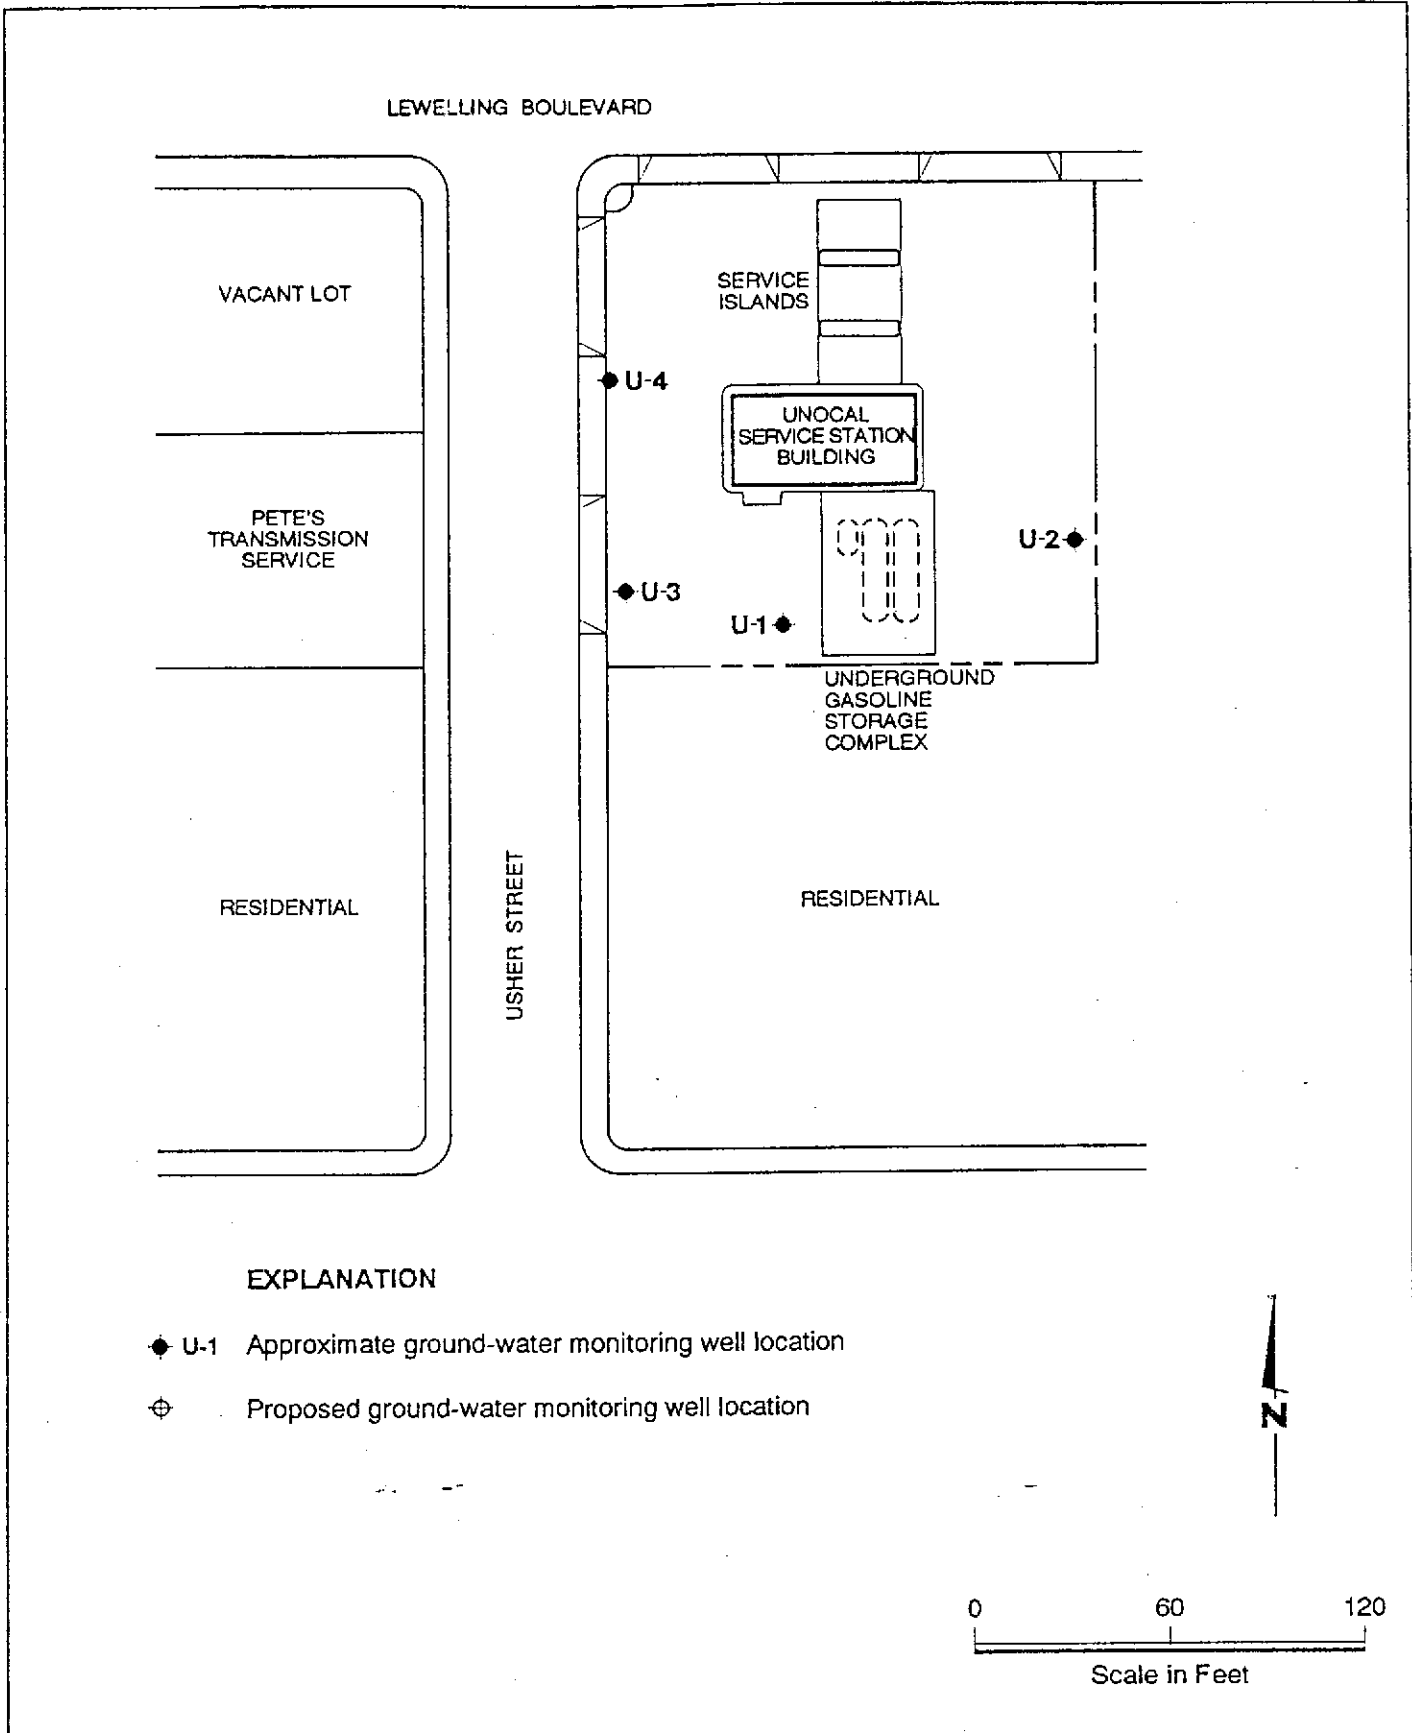 LEWELLING BOULEVARD
VACANT LOT
SERVICE
ISLANDS
U-4
UNOCAL
SERVICE STATION
BUILDING
PETE'S
TRANSMISSION
SERVICE
U-2
U-3
U-1
UNDERGROUND
GASOLINE
STORAGE
COMPLEX
USHER STREET
RESIDENTIAL
RESIDENTIAL
EXPLANATION
U-1 Approximate ground-water monitoring well location
Proposed ground-water monitoring well location
N
0 60 120
Scale in Feet